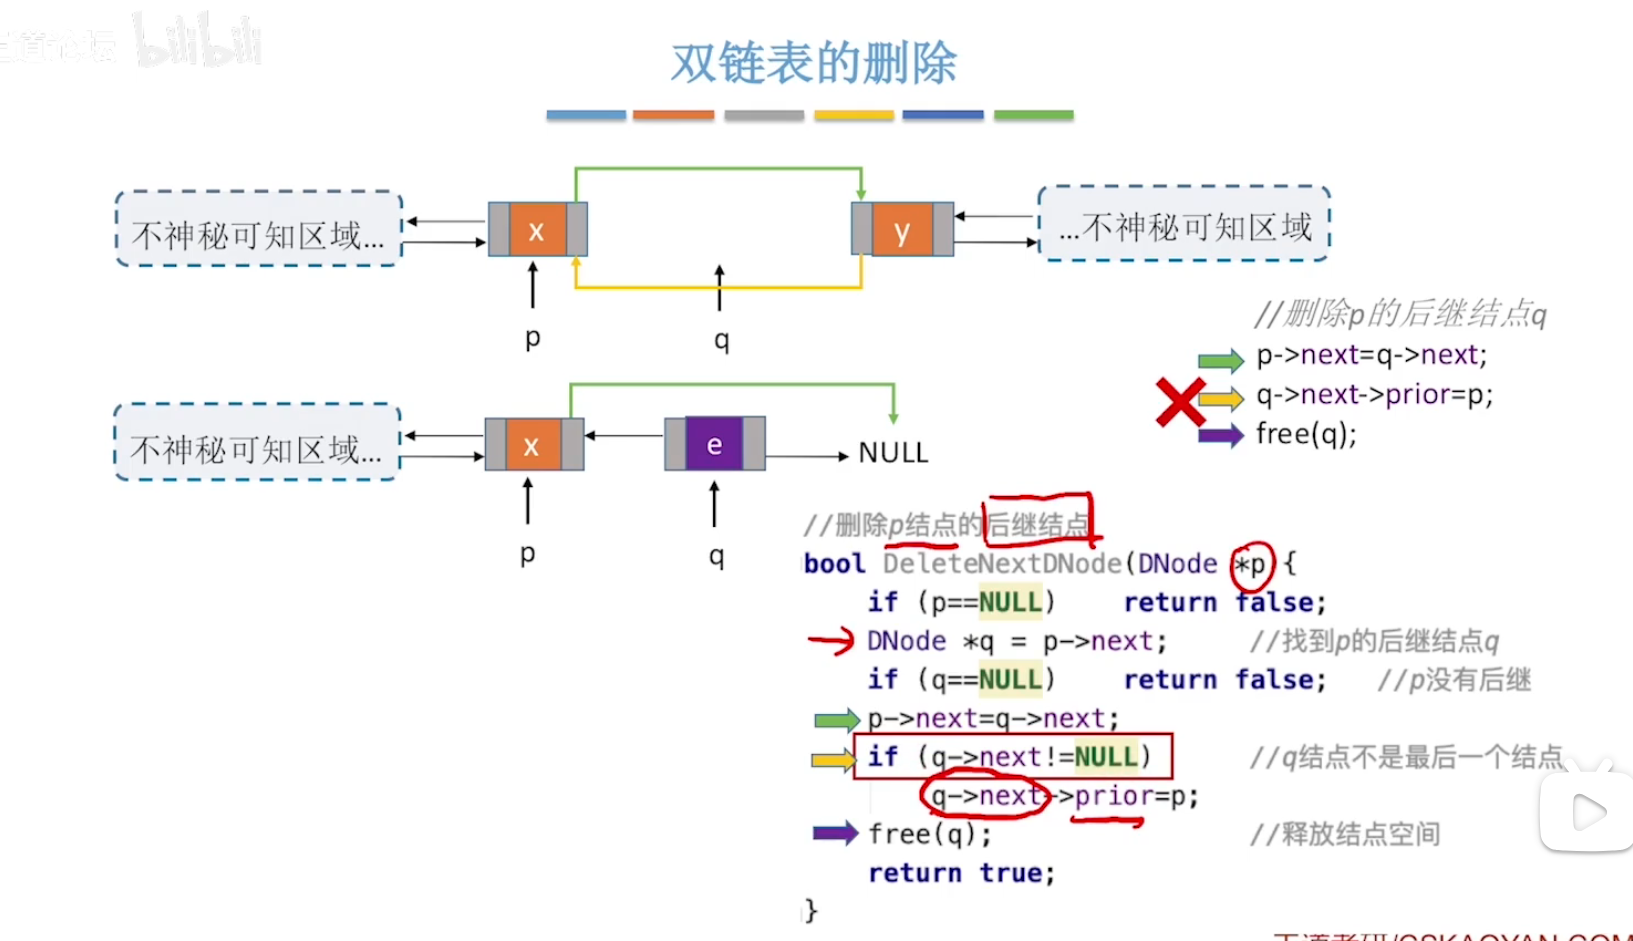 道论坛 bilibili
双链表的删除
不神秘可知区域...
x
y
...不神秘可知区域
p
q
//删除p的后继结点q
p->next=q->next;
q->next->prior=p;
free(q);
不神秘可知区域...
x
e
NULL
p
q
//删除p结点的后继结点
bool DeleteNextDNode(DNode *p{
if (p==NULL) return false;
DNode *q = p->next; //找到p的后继结点q
if (q==NULL) return false; //p没有后继
p->next=q->next;
if (q->next!=NULL) //q结点不是最后一个结点
q->next->prior=p;
free(q); //释放结点空间
return true;
}
王道考研/CSKAOYAN.COM